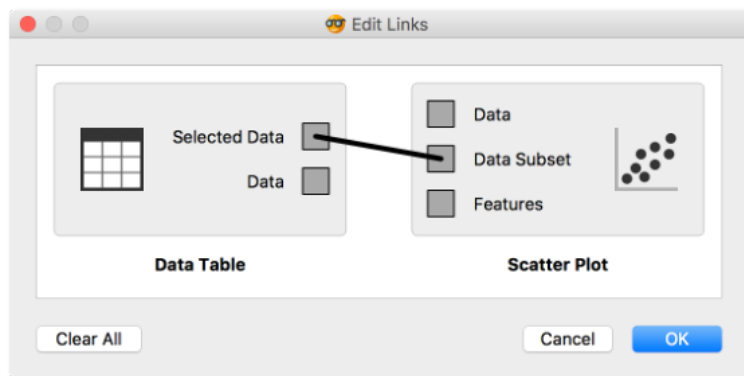 Edit Links
Selected Data
Data
Data
Data Subset
Features
Data Table
Scatter Plot
Clear All
Cancel
OK